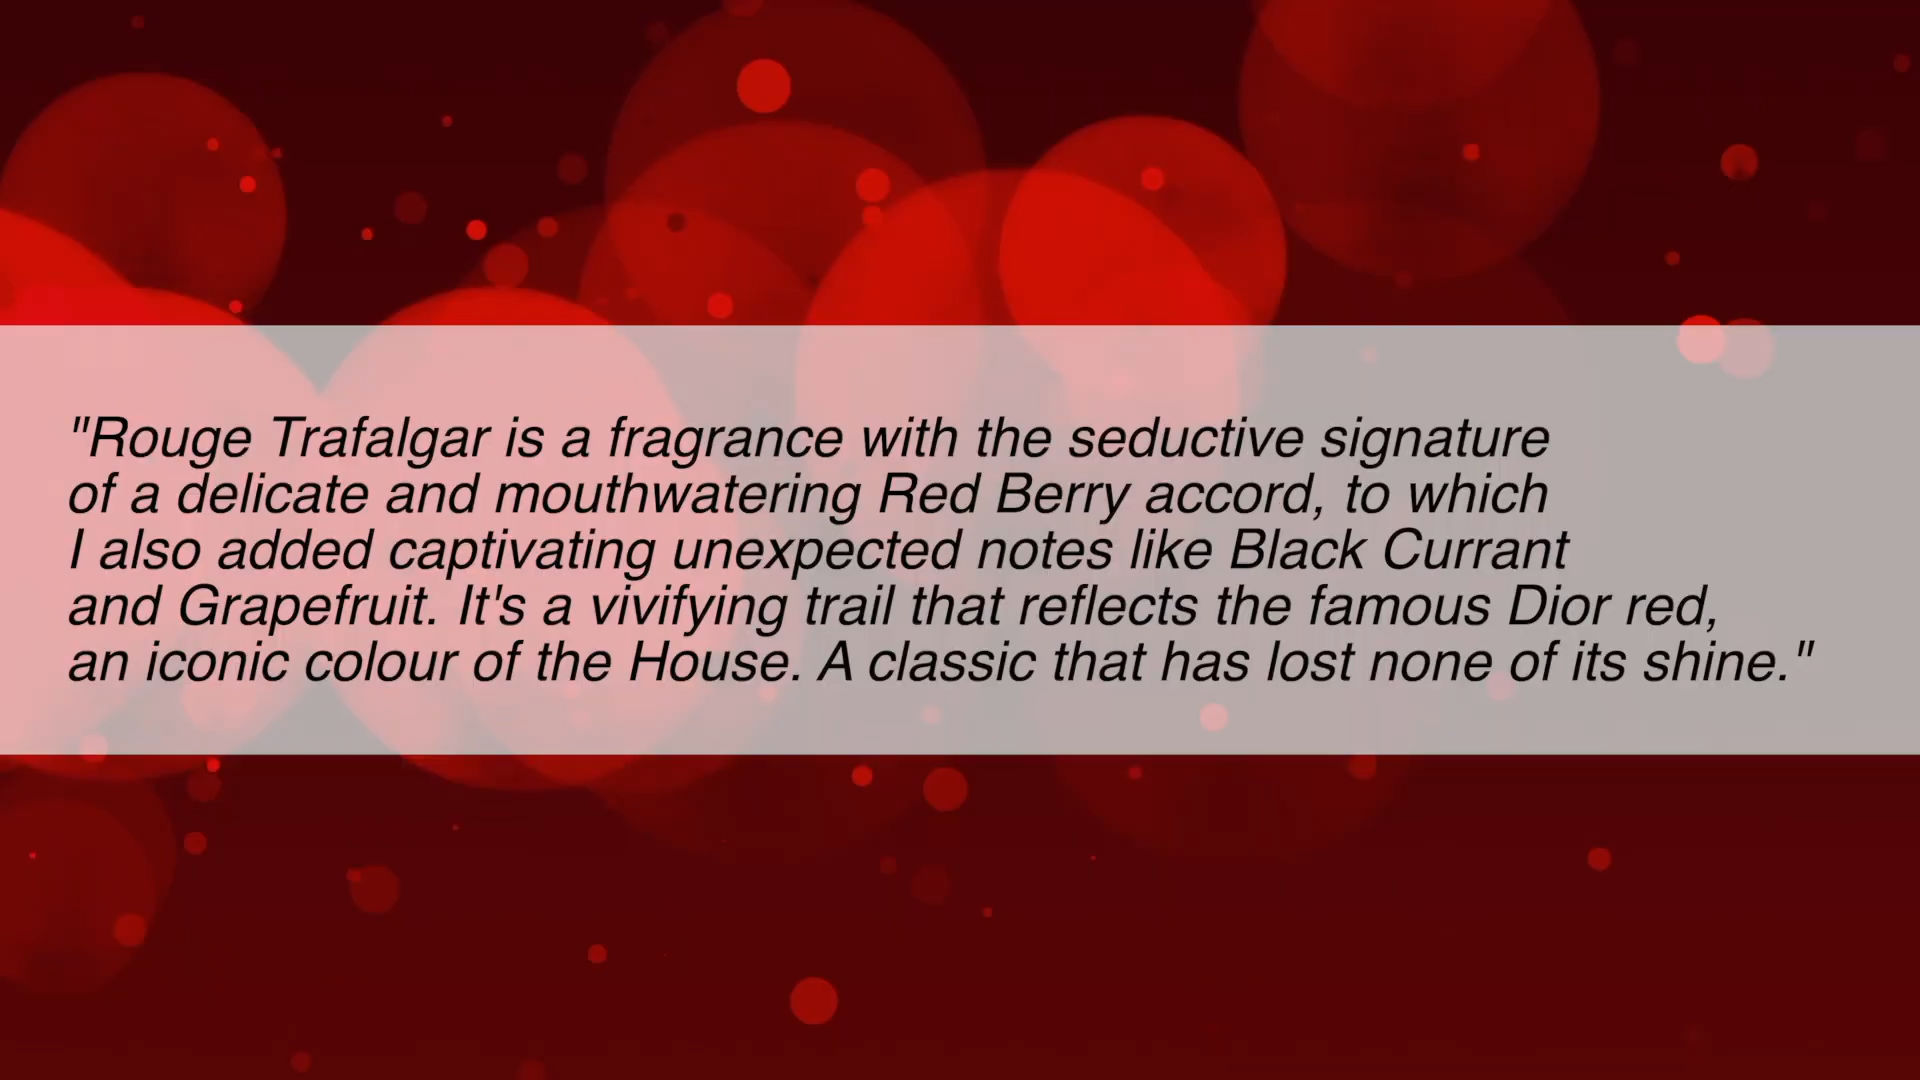 "Rouge Trafalgar is a fragrance with the seductive signature
of a delicate and mouthwatering Red Berry accord, to which
I also added captivating unexpected notes like Black Currant
and Grapefruit. It's a vivifying trail that reflects the famous Dior red,
an iconic colour of the House. A classic that has lost none of its shine."